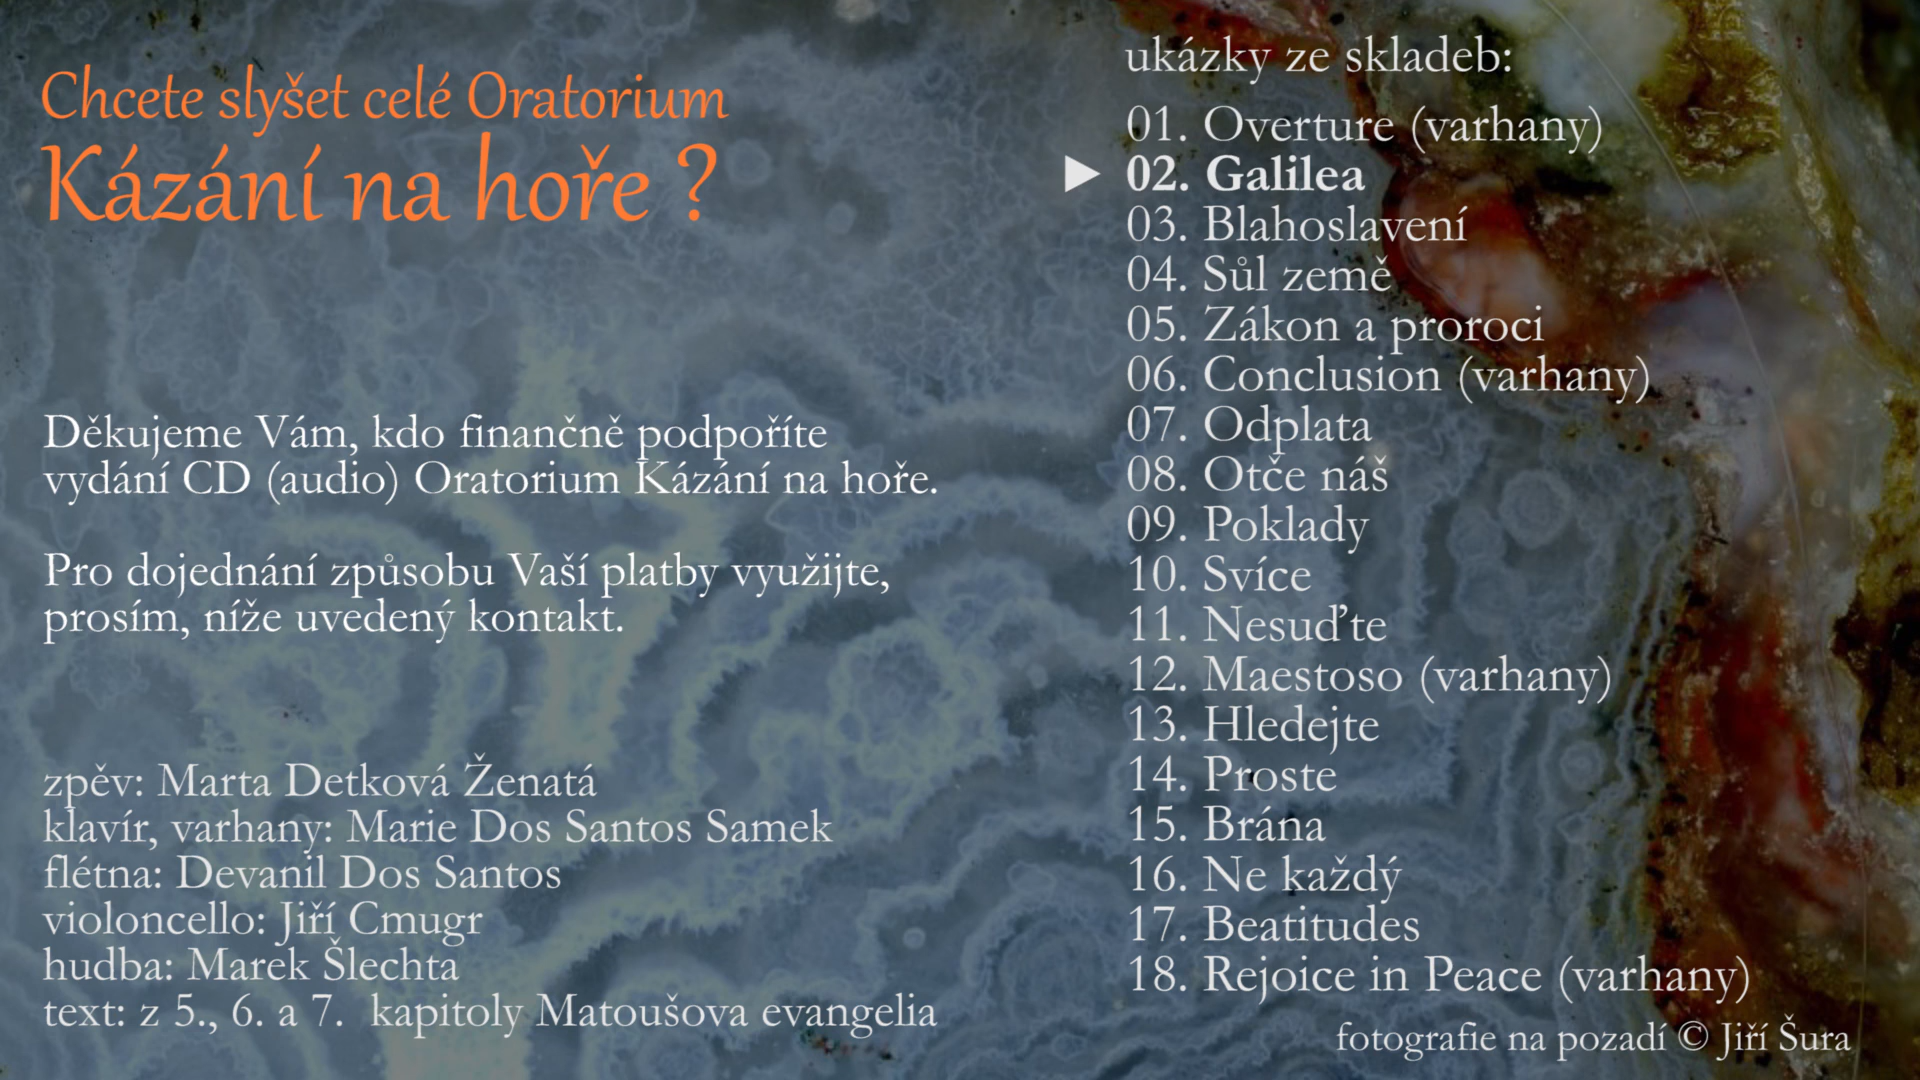 Chcete slyšet celé Oratorium
Kázání na hoře ?
Děkujeme Vám, kdo finančně podpoříte
vydání CD (audio) Oratorium Kázání na hoře.
Pro dojednání způsobu Vaší platby využijte,
prosím, níže uvedený kontakt.
zpěv: Marta Detková Ženatá
klavír, varhany: Marie Dos Santos Samek
flétna: Devanil Dos Santos
violoncello: Jiří Cmugr
hudba: Marek Šlechta
text: z 5., 6. a 7. kapitoly Matoušova evangelia
ukázky ze skladeb:
01. Overture (varhany)
► 02. Galilea
03. Blahoslavení
04. Sůl země
05. Zákon a proroci
06. Conclusion (varhany)
07. Odplata
08. Otče náš
09. Poklady
10. Svíce
11. Nesuďte
12. Maestoso (varhany)
13. Hledejte
14. Proste
15. Brána
16. Ne každý
17. Beatitudes
18. Rejoice in Peace (varhany)
fotografie na pozadí © Jiří Šura